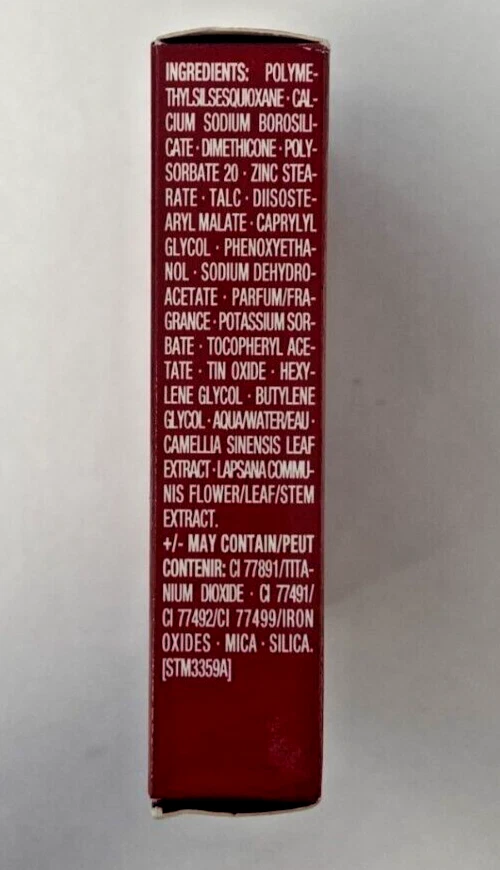 INGREDIENTS: POLYME-
THYLSILSESQUIOXANE · CAL-
CIUM SODIUM BOROSILI-
CATE · DIMETHICONE · POLY-
SORBATE 20 · ZINC STEA-
RATE · TALC · DIISOSTE-
ARYL MALATE · CAPRYLYL
GLYCOL · PHENOXYETHA-
NOL · SODIUM DEHYDRO-
ACETATE · PARFUM/FRA-
GRANCE · POTASSIUM SOR-
BATE · TOCOPHERYL ACE-
TATE · TIN OXIDE · HEXY-
LENE GLYCOL · BUTYLENE
GLYCOL · AQUA/WATER/EAU ·
CAMELLIA SINENSIS LEAF
EXTRACT · LAPSANA COMMU-
NIS FLOWER/LEAF/STEM
EXTRACT.
+/- MAY CONTAIN/PEUT
CONTENIR: CI 77891/TITA-
NIUM DIOXIDE · CI 77491/
CI 77492/CI 77499/IRON
OXIDES · MICA · SILICA.
[STM3359A]